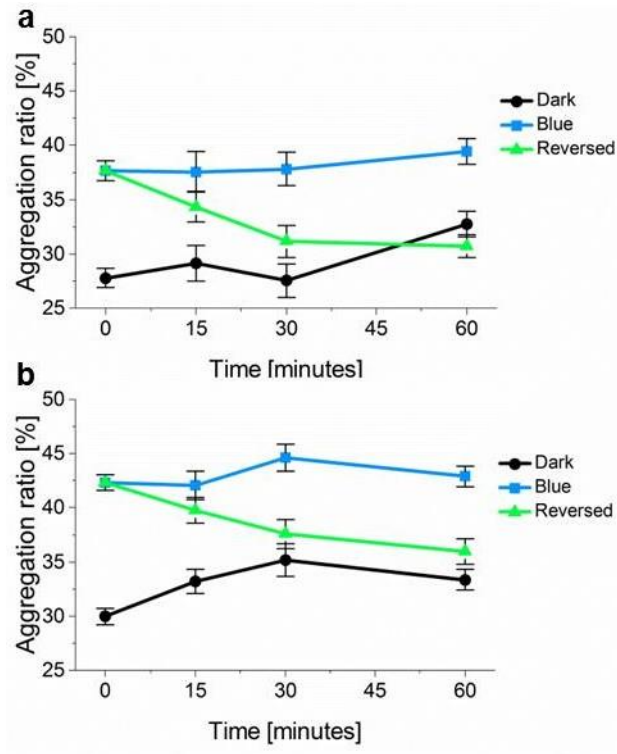 a
Aggregation ratio [%]
50
45
40
35
30
25
0 15 30 45 60
Time [minutes]
Dark
Blue
Reversed
b
Aggregation ratio [%]
50
45
40
35
30
25
0 15 30 45 60
Time [minutes]
Dark
Blue
Reversed